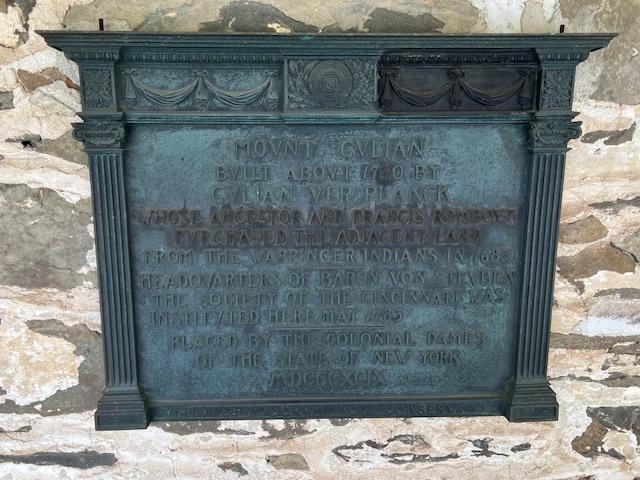 MOVNT GVLIAN
BVILT ABOVT 1730 BY
GVLIAN VER PLANCK
WHOSE ANCESTOR AND FRANCIS ROMBOVT
PVRCHASED THE ADJACENT LAND
FROM THE WAPPINGER INDIANS IN 1683
HEADQVARTERS OF BARON VON STEVBEN
THE SOCIETY OF THE CINCINNATI WAS
INSTITVTED HERE MAY 1783
PLACED BY THE COLONIAL DAMES
OF THE STATE OF NEW YORK
MDCCCXCIX